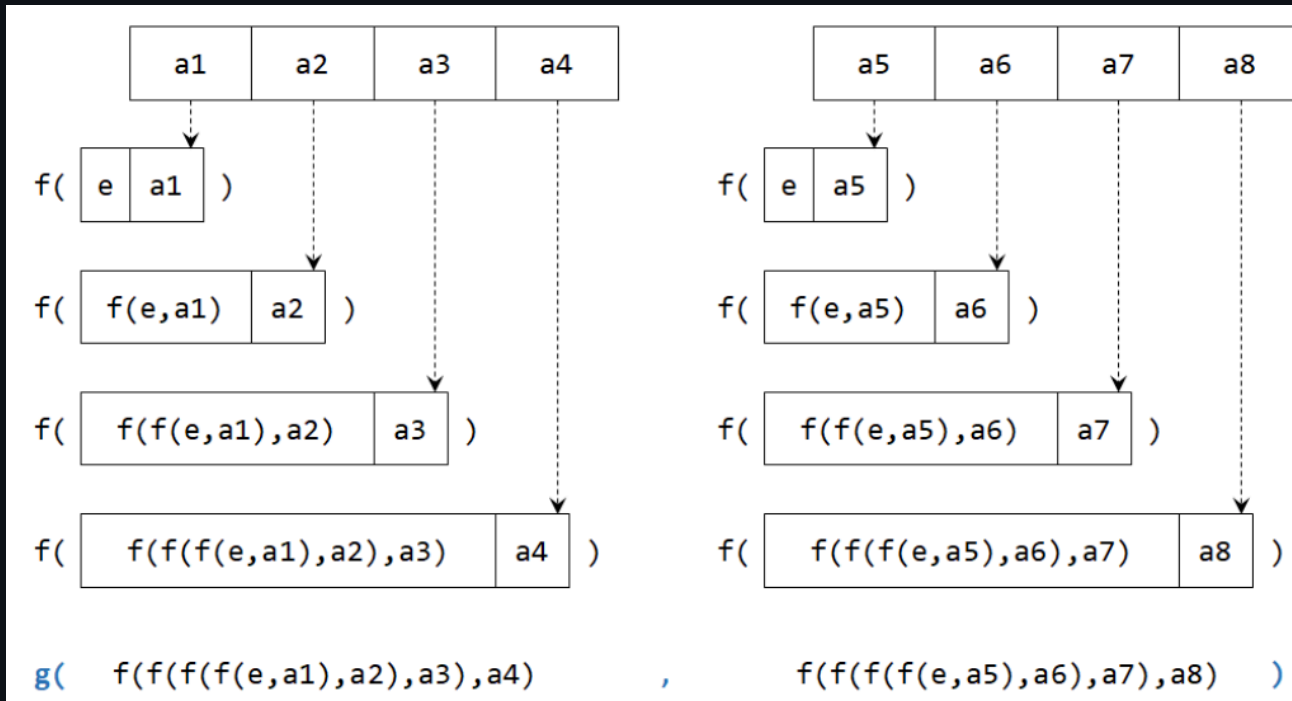 a1 a2 a3 a4 a5 a6 a7 a8
f( e a1 ) f( e a5 )
f( f(e,a1) a2 ) f( f(e,a5) a6 )
f( f(f(e,a1),a2) a3 ) f( f(f(e,a5),a6) a7 )
f( f(f(f(e,a1),a2),a3) a4 ) f( f(f(f(e,a5),a6),a7) a8 )
g( f(f(f(f(e,a1),a2),a3),a4) , f(f(f(f(e,a5),a6),a7),a8) )